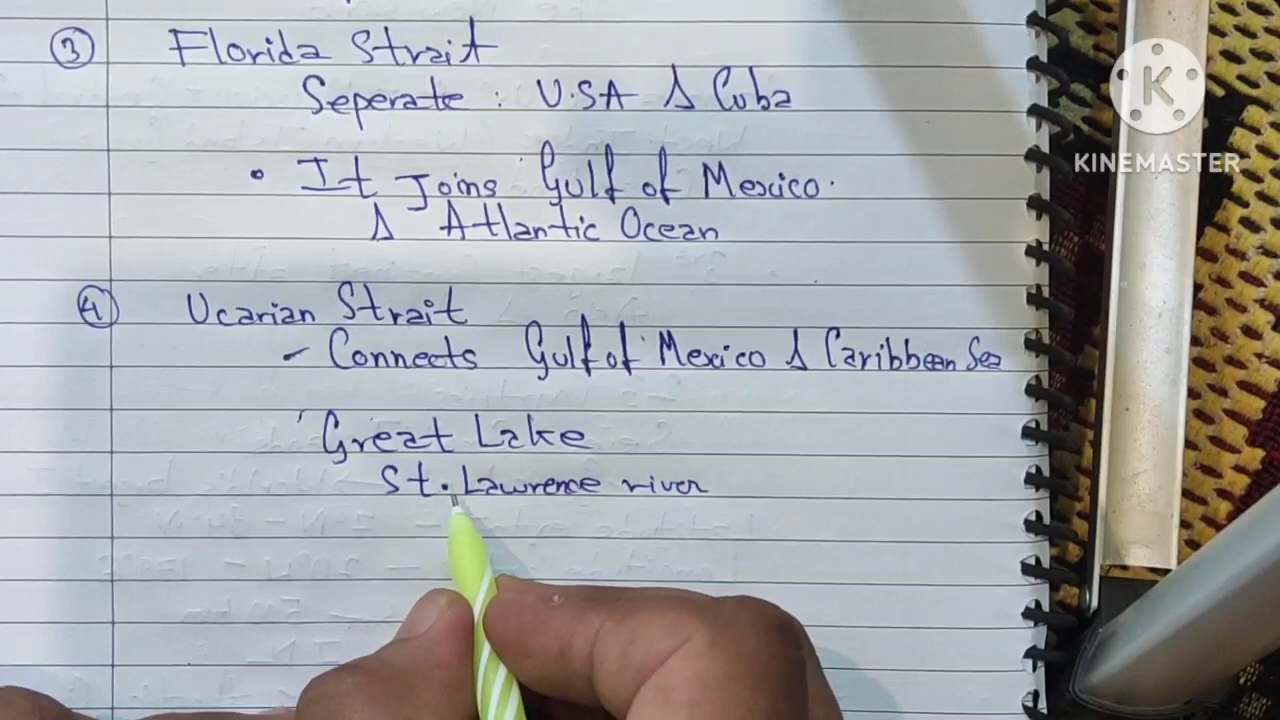 ③ Florida Strait
Seperate : U.S.A & Cuba
• It Joins Gulf of Mexico.
& Atlantic Ocean
④ Ucarian Strait
- Connects Gulf of Mexico & Caribbean Sea
Great Lake
St. Lawrence river
K
KINEMASTER